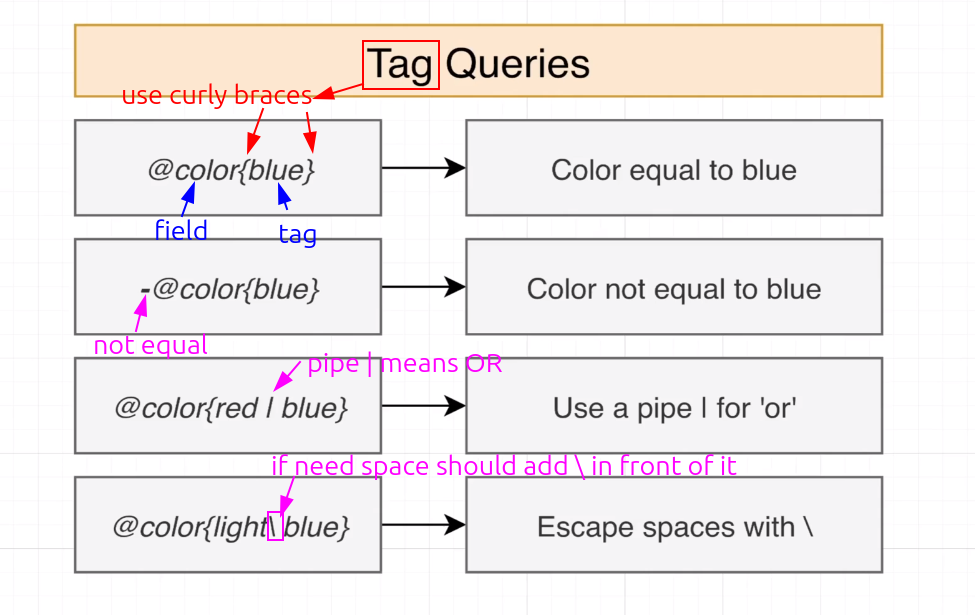 Tag Queries
use curly braces
@color{blue}
Color equal to blue
field
tag
-@color{blue}
Color not equal to blue
not equal
pipe | means OR
@color{red | blue}
Use a pipe | for 'or'
if need space should add \ in front of it
@color{light\ blue}
Escape spaces with \